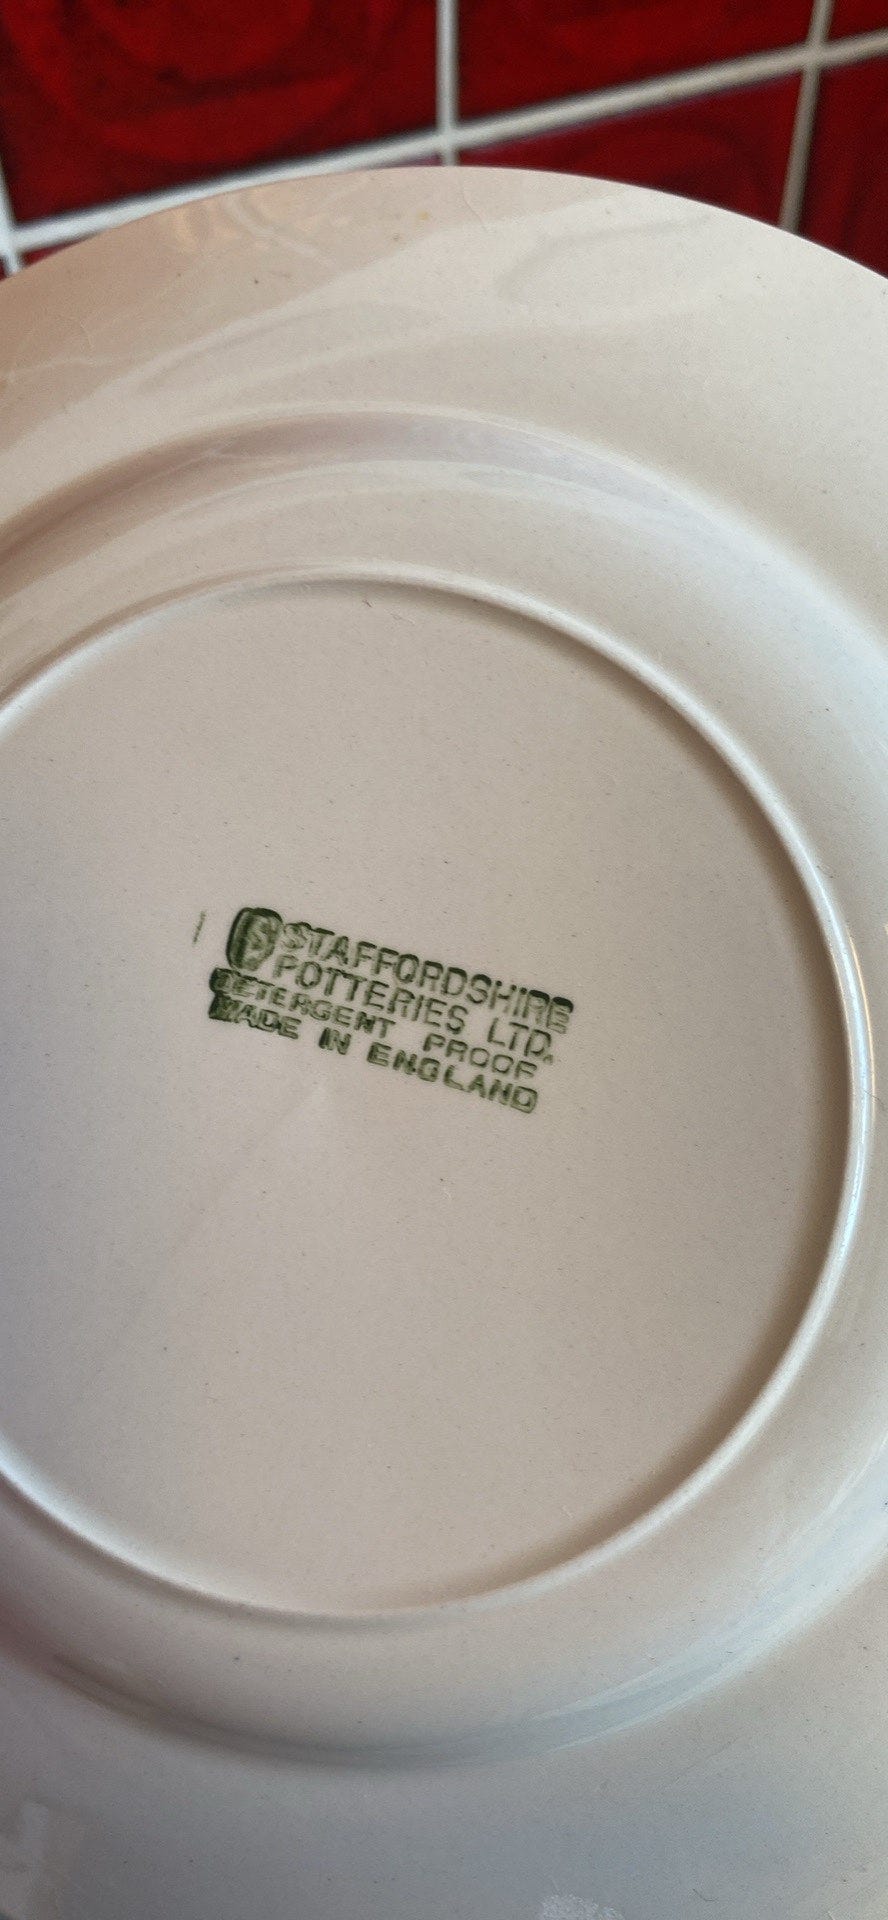 S STAFFORDSHIRE
POTTERIES LTD.
DETERGENT PROOF
MADE IN ENGLAND